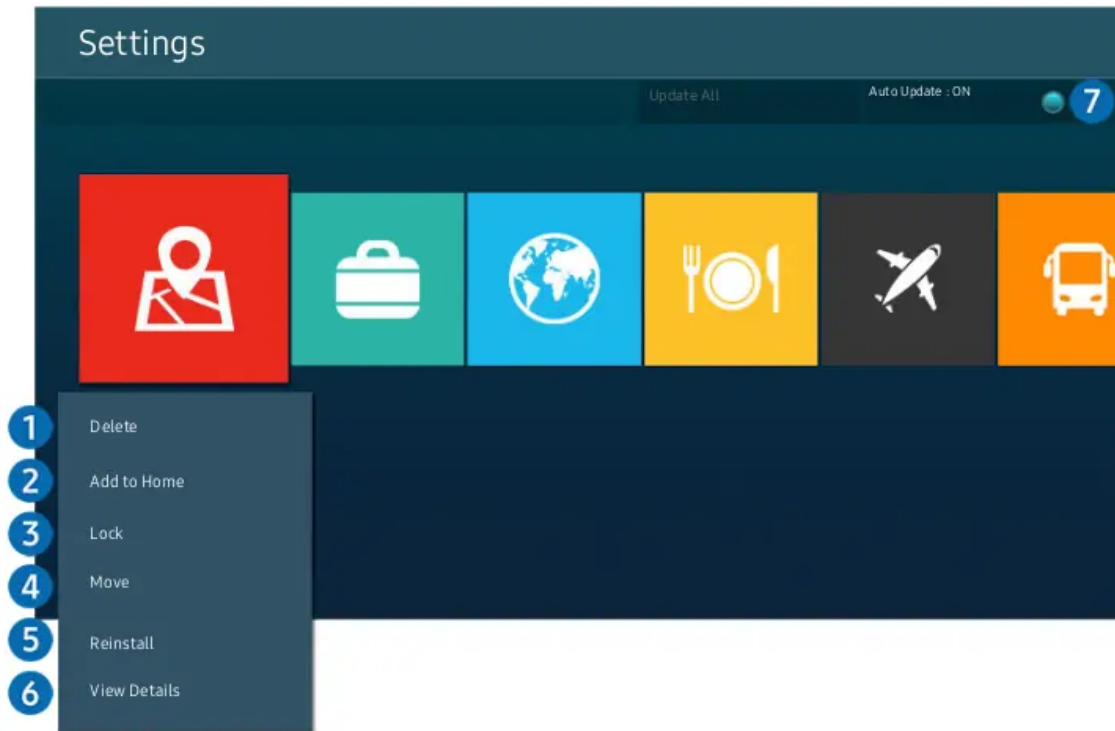 Settings
Update All
Auto Update : ON
7
1
Delete
2
Add to Home
3
Lock
4
Move
5
Reinstall
6
View Details